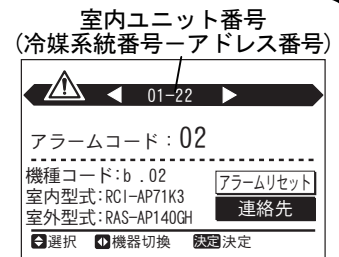 室内ユニット番号
(冷媒系統番号－アドレス番号)
01-22
アラームコード：02
機種コード：b .02
アラームリセット
室内型式：RCI-AP71K3
連絡先
室外型式：RAS-AP140GH
選択 機器切換 決定 決定